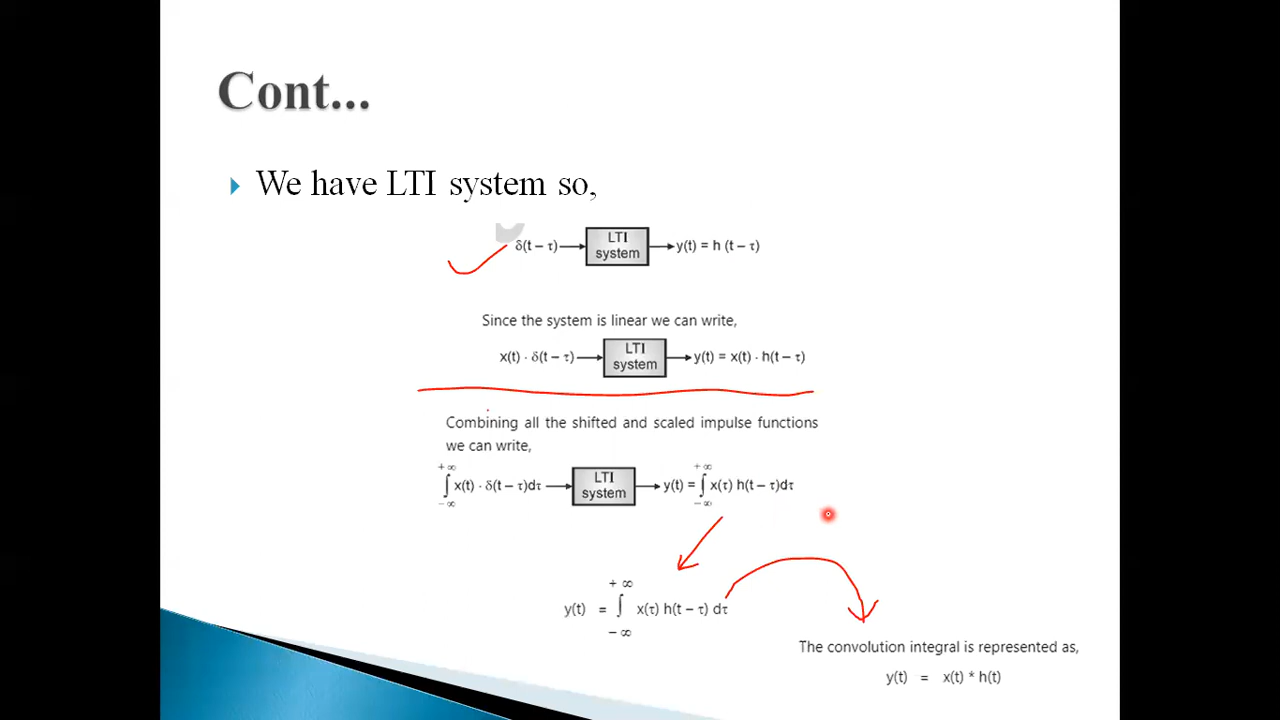 Cont...
We have LTI system so,
δ(t − τ) LTI system y(t) = h (t − τ)
Since the system is linear we can write,
x(t) · δ(t − τ) LTI system y(t) = x(t) · h(t − τ)
Combining all the shifted and scaled impulse functions
we can write,
+∞ ∫ −∞ x(t) · δ(t − τ)dτ LTI system y(t) = +∞ ∫ −∞ x(τ) h(t − τ)dτ
y(t) = +∞ ∫ −∞ x(τ) h(t − τ) dτ
The convolution integral is represented as,
y(t) = x(t) * h(t)